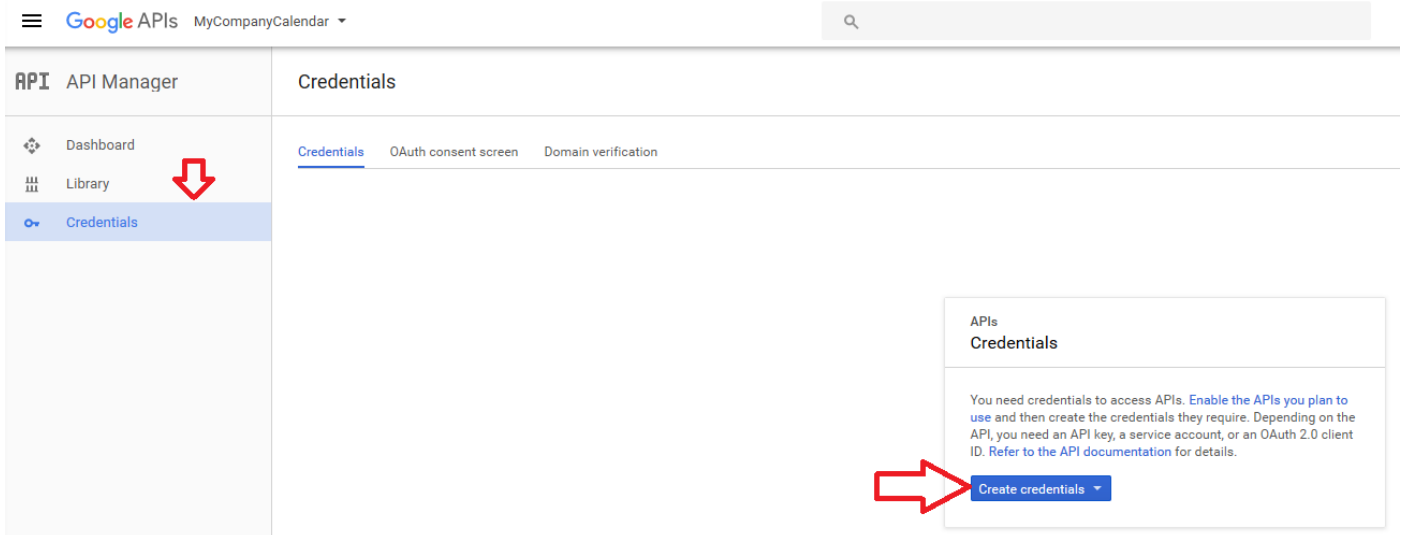 Google APIs MyCompanyCalendar
API API Manager
Credentials
Dashboard
Library
Credentials
Credentials OAuth consent screen Domain verification
APIs
Credentials
You need credentials to access APIs. Enable the APIs you plan to
use and then create the credentials they require. Depending on the
API, you need an API key, a service account, or an OAuth 2.0 client
ID. Refer to the API documentation for details.
Create credentials